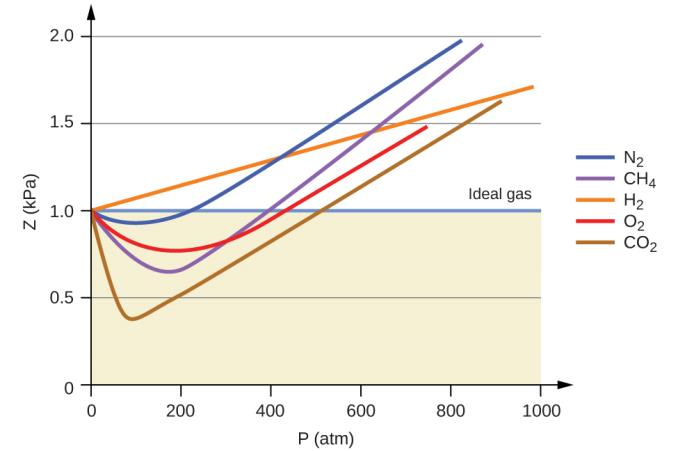 2.0
1.5
1.0
0.5
0
Z (kPa)
0 200 400 600 800 1000
P (atm)
Ideal gas
N₂
CH₄
H₂
O₂
CO₂